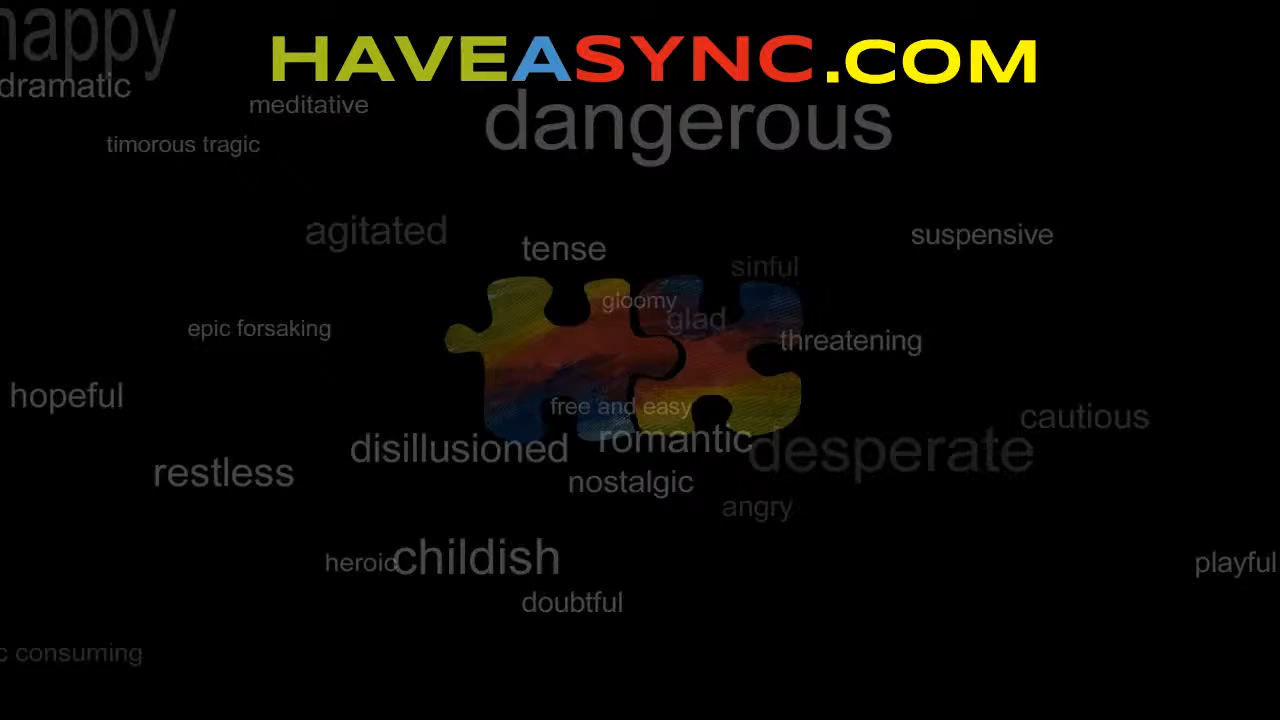 HAVEASYNC.COM
happy
dramatic
meditative
dangerous
timorous tragic
agitated
tense
suspensive
sinful
gloomy
glad
epic forsaking
threatening
hopeful
free and easy
cautious
disillusioned
romantic
desperate
restless
nostalgic
angry
heroic
childish
playful
doubtful
c consuming